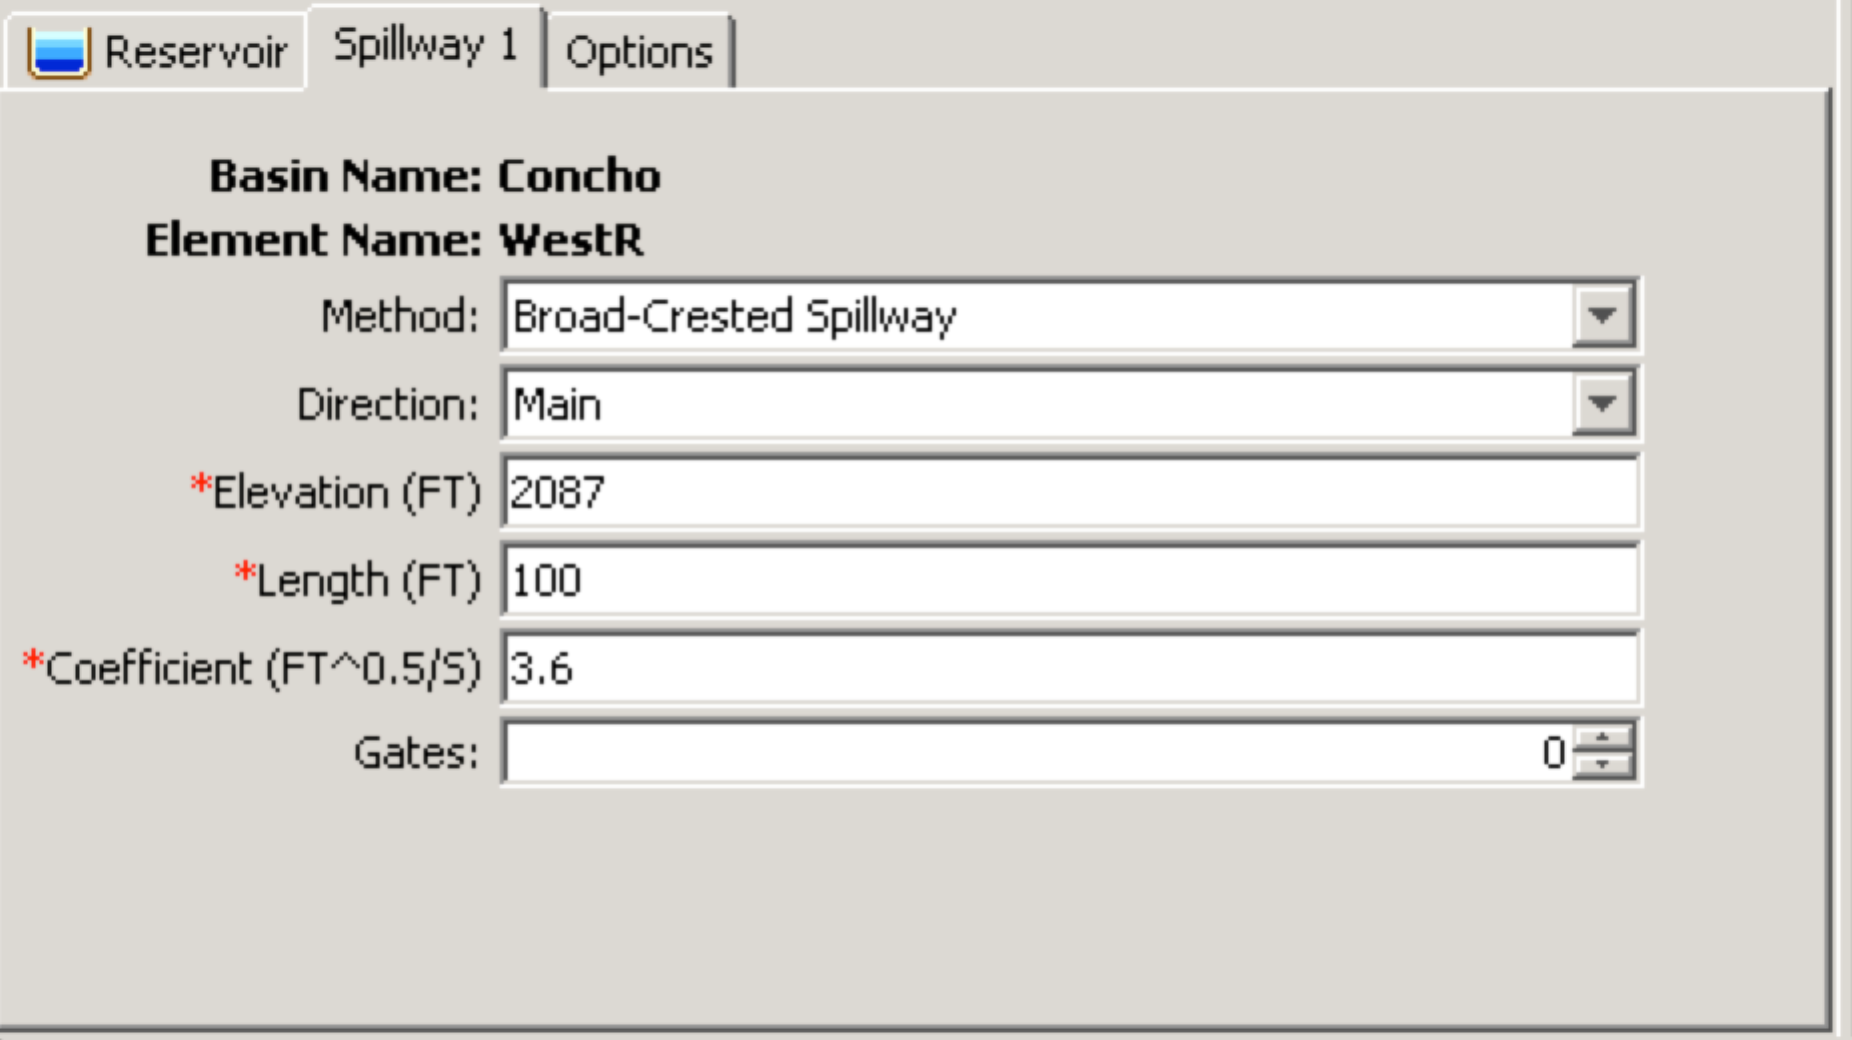 Reservoir Spillway 1 Options
Basin Name: Concho
Element Name: WestR
Method: Broad-Crested Spillway
Direction: Main
*Elevation (FT) 2087
*Length (FT) 100
*Coefficient (FT^0.5/S) 3.6
Gates: 0